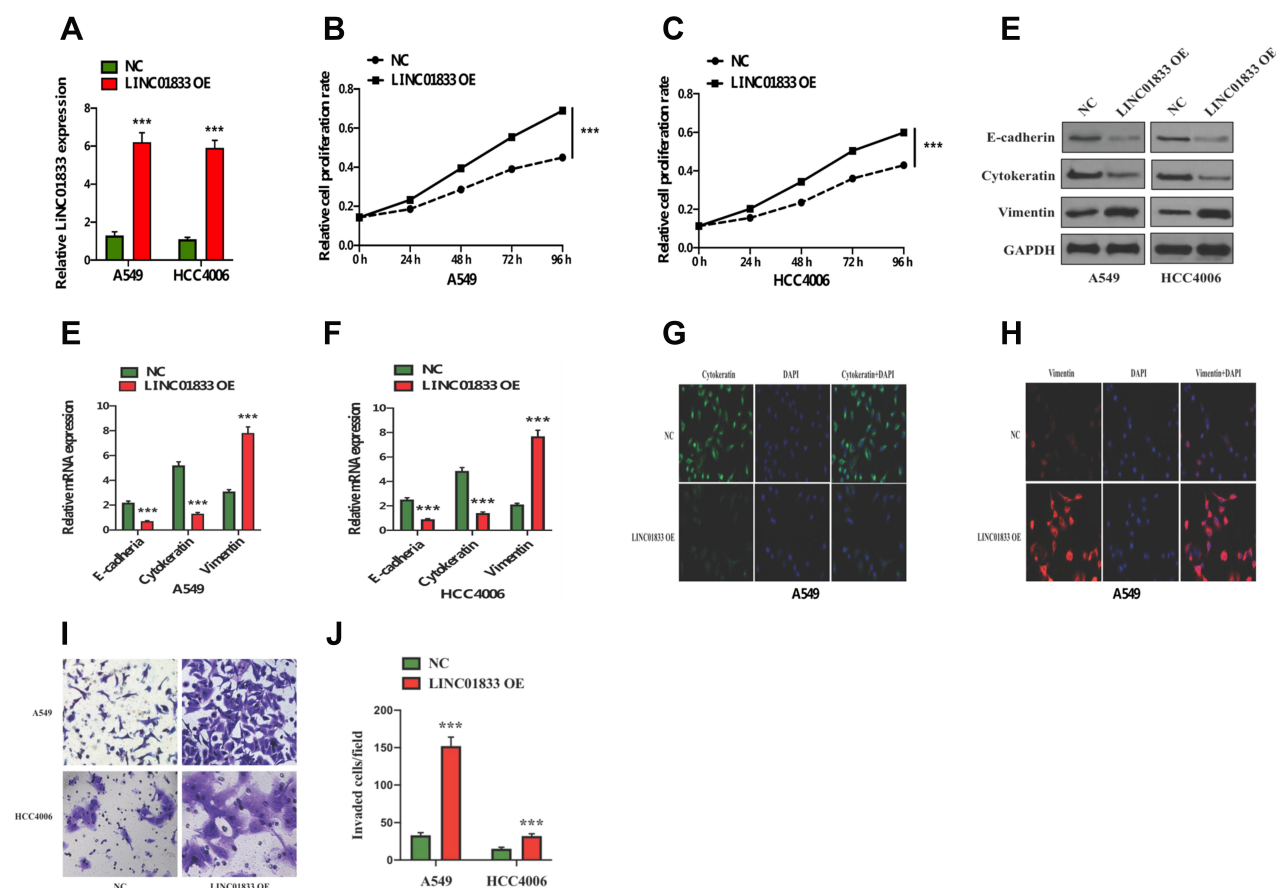 A
NC
LINC01833 OE
Relative LiNC01833 expression
8
6
4
2
0
***
***
A549
HCC4006
B
NC
LINC01833 OE
Relative cell proliferation rate
0.8
0.6
0.4
0.2
0.0
***
0 h
24 h
48 h
72 h
96 h
A549
C
NC
LINC01833 OE
Relative cell proliferation rate
0.8
0.6
0.4
0.2
0.0
***
0 h
24 h
48 h
72 h
96 h
HCC4006
E
NC
LINC01833 OE
NC
LINC01833 OE
E-cadherin
Cytokeratin
Vimentin
GAPDH
A549
HCC4006
E
NC
LINC01833 OE
Relative mRNA expression
10
8
6
4
2
0
***
***
***
E-cadheria
Cytokeratin
Vimentin
A549
F
NC
LINC01833 OE
Relative mRNA expression
10
8
6
4
2
0
***
***
***
E-cadheria
Cytokeratin
Vimentin
HCC4006
G
Cytokeratin
DAPI
Cytokeratin+DAPI
NC
LINC01833 OE
A549
H
Vimentin
DAPI
Vimentin+DAPI
NC
LINC01833 OE
A549
I
A549
HCC4006
NC
LINC01833 OE
J
NC
LINC01833 OE
Invaded cells/field
200
150
100
50
0
***
***
A549
HCC4006